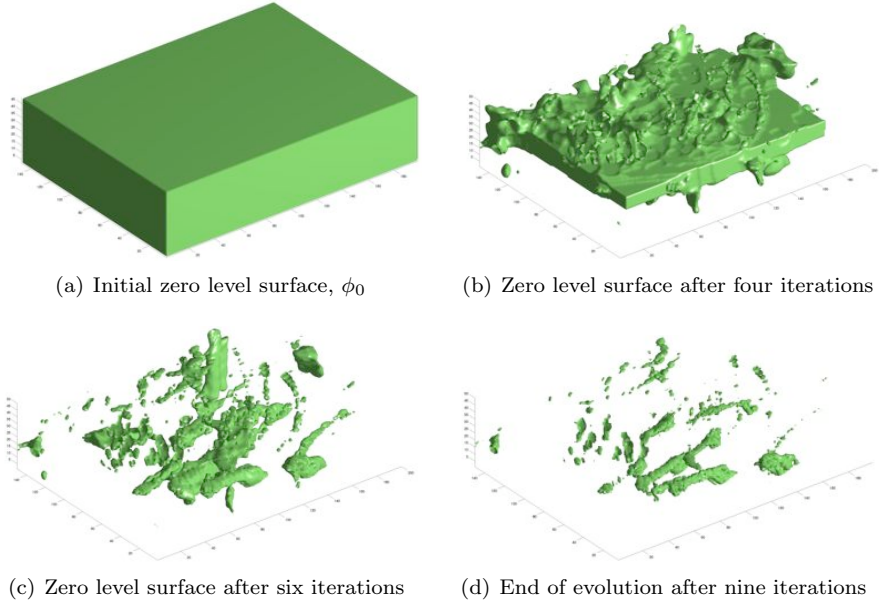 (a) Initial zero level surface, ϕ₀
(b) Zero level surface after four iterations
(c) Zero level surface after six iterations
(d) End of evolution after nine iterations